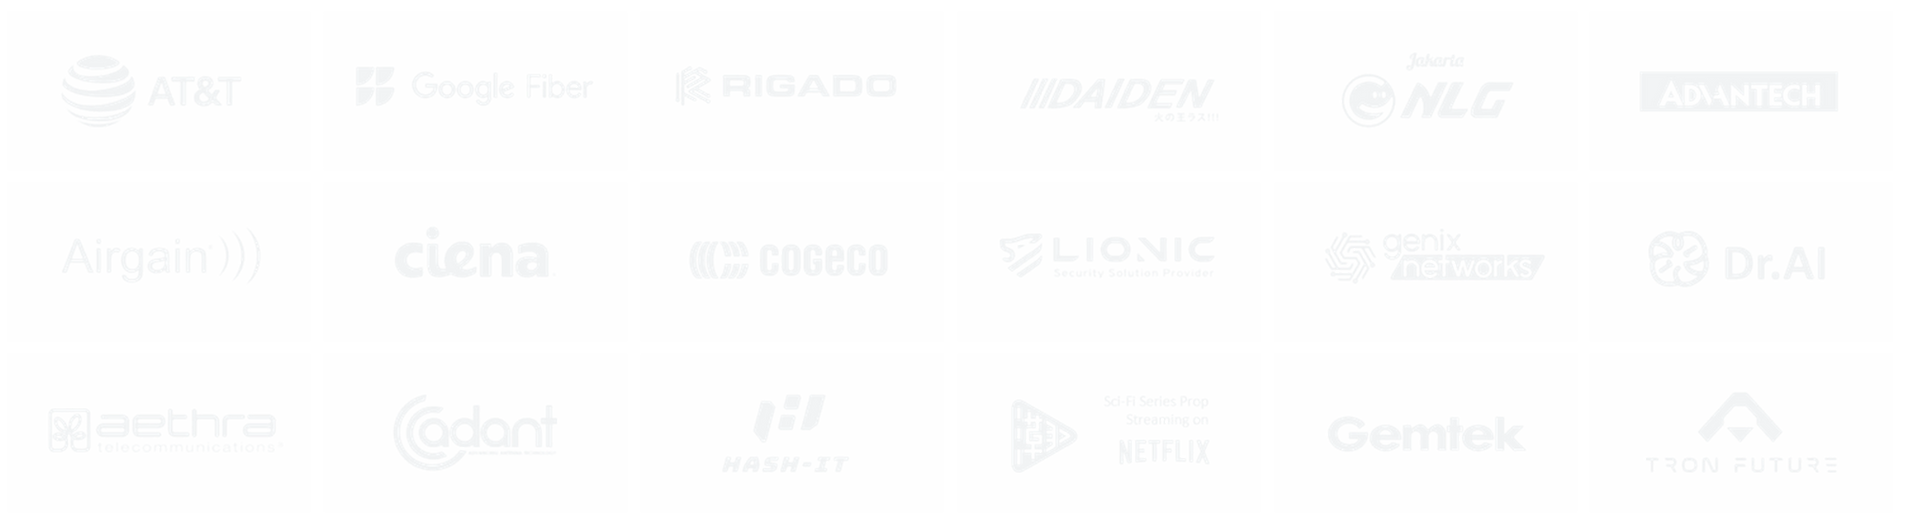 AT&T
Google Fiber
RIGADO
DAIDEN
Jakarta
NLG
ADVANTECH
Airgain
ciena
cogeco
LIONIC
Security Solution Provider
genix
networks
Dr.AI
aethra
telecommunications
adant
HASH-IT
Sci-Fi Series Prop
Streaming on
NETFLIX
Gemtek
TRON FUTURE